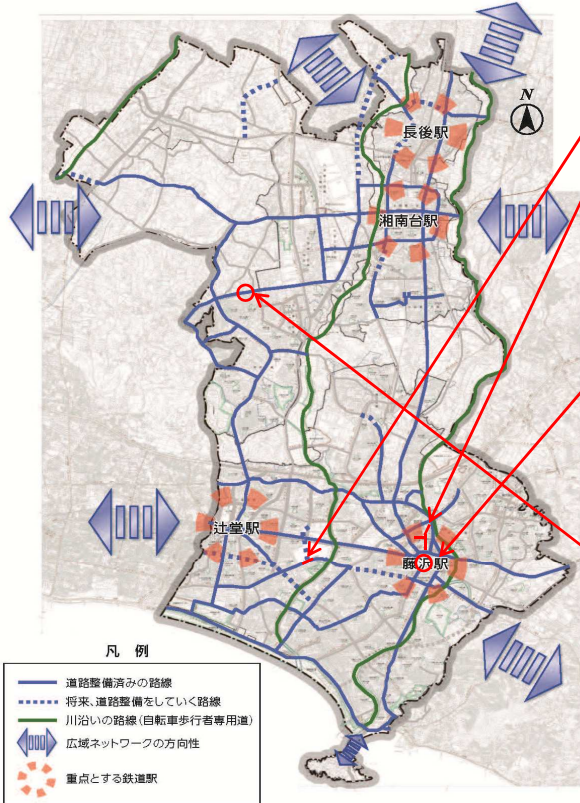 N
長後駅
湘南台駅
辻堂駅
藤沢駅
凡 例
道路整備済みの路線
将来、道路整備をしていく路線
川沿いの路線(自転車歩行者専用道)
広域ネットワークの方向性
重点とする鉄道駅